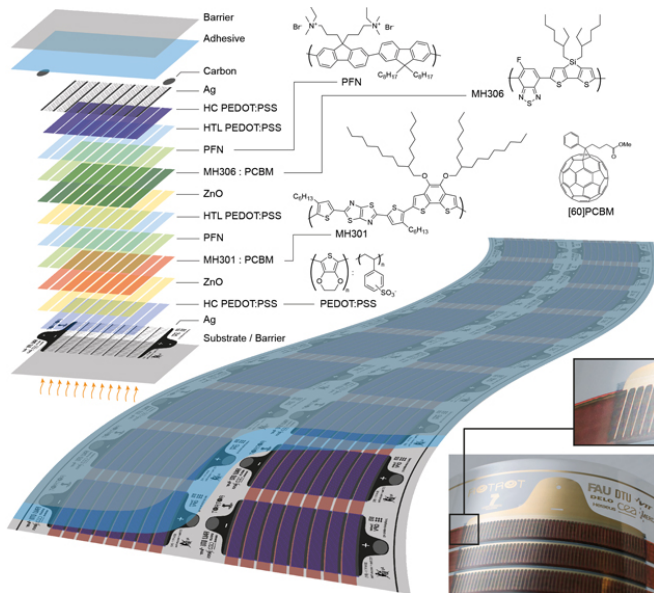 Barrier
Adhesive
Carbon
Ag
HC PEDOT:PSS
HTL PEDOT:PSS
PFN
MH306 : PCBM
ZnO
HTL PEDOT:PSS
PFN
MH301 : PCBM
ZnO
HC PEDOT:PSS
Ag
Substrate / Barrier
Br-
N+
N+
Br-
C8H17
C8H17
PFN
MH306
F
Si
N
N
S
OMe
O
[60]PCBM
C6H13
S
N
S
S
N
S
C6H13
O
O
S
S
MH301
S
O
O
n
:
n
SO3-
PEDOT:PSS
FAU DTU
DELO
cea